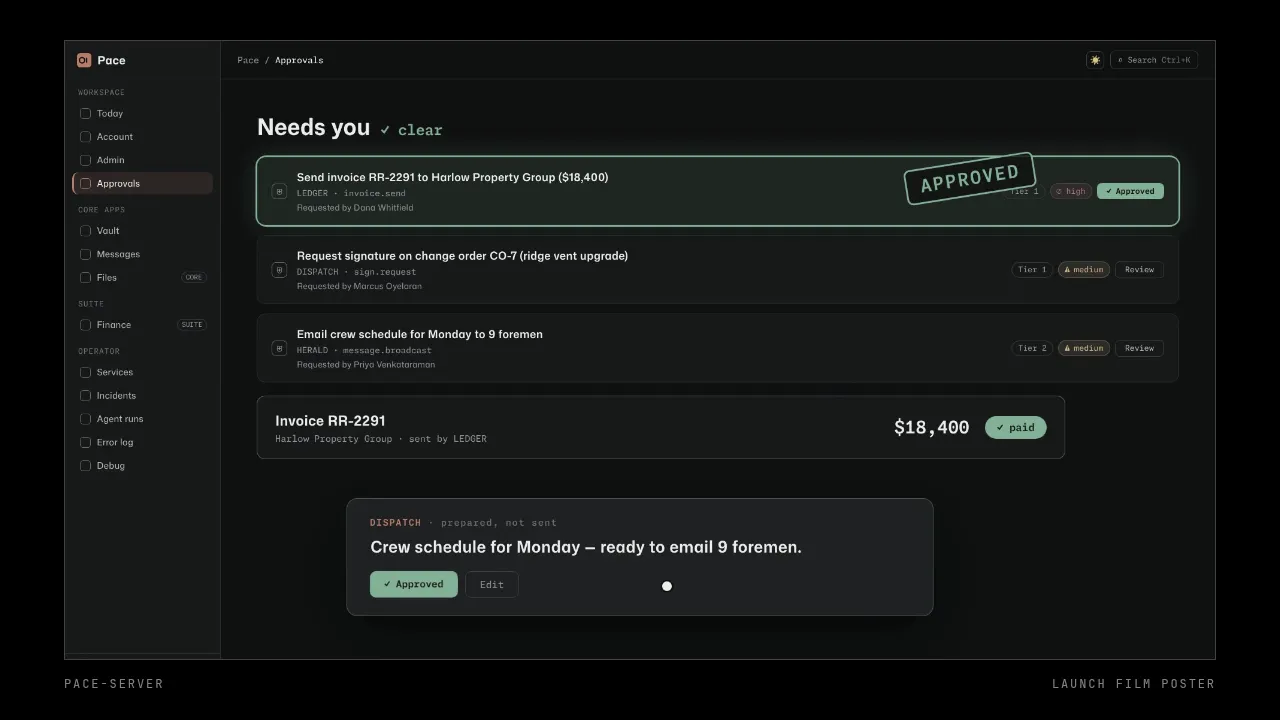 Pace
Pace / Approvals
Search Ctrl+K
WORKSPACE
Today
Account
Admin
Approvals
CORE APPS
Vault
Messages
Files CORE
SUITE
Finance SUITE
OPERATOR
Services
Incidents
Agent runs
Error log
Debug
Needs you ✓ clear
Send invoice RR-2291 to Harlow Property Group ($18,400)
LEDGER · invoice.send
Requested by Dana Whitfield
APPROVED
Tier 1 high ✓ Approved
Request signature on change order CO-7 (ridge vent upgrade)
DISPATCH · sign.request
Requested by Marcus Oyelaran
Tier 1 medium Review
Email crew schedule for Monday to 9 foremen
HERALD · message.broadcast
Requested by Priya Venkataraman
Tier 2 medium Review
Invoice RR-2291
Harlow Property Group · sent by LEDGER
$18,400 ✓ paid
DISPATCH · prepared, not sent
Crew schedule for Monday — ready to email 9 foremen.
✓ Approved Edit
PACE-SERVER
LAUNCH FILM POSTER